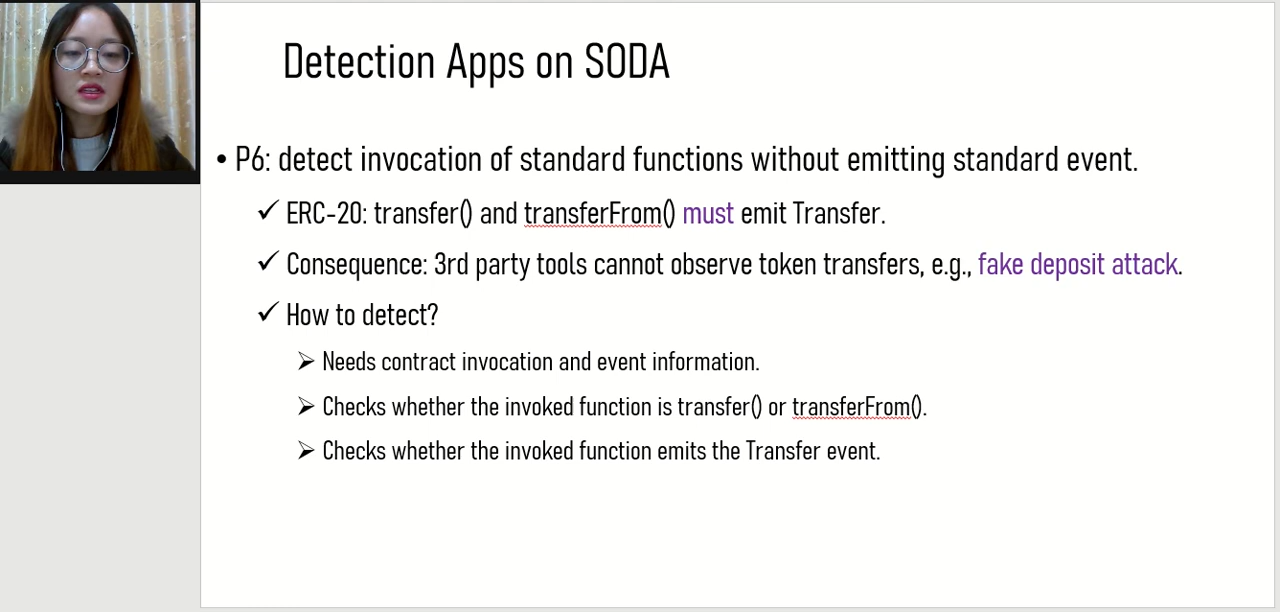 Detection Apps on SODA
• P6: detect invocation of standard functions without emitting standard event.
✓ ERC-20: transfer() and transferFrom() must emit Transfer.
✓ Consequence: 3rd party tools cannot observe token transfers, e.g., fake deposit attack.
✓ How to detect?
➢ Needs contract invocation and event information.
➢ Checks whether the invoked function is transfer() or transferFrom().
➢ Checks whether the invoked function emits the Transfer event.